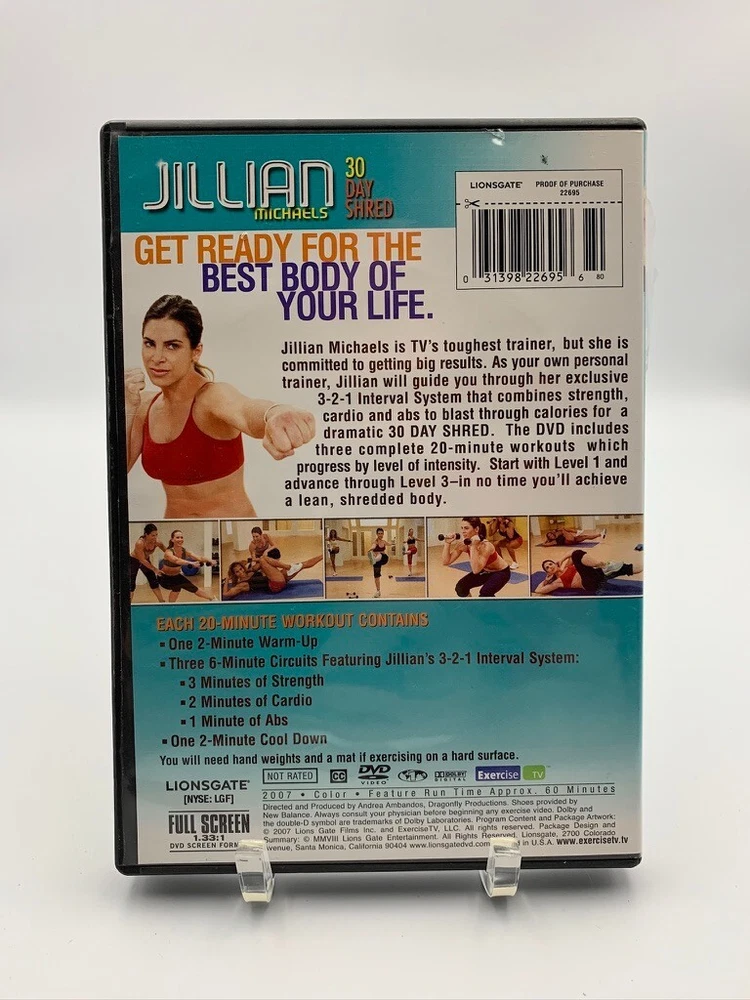 JILLIAN
MICHAELS
30
DAY
SHRED
LIONSGATE® PROOF OF PURCHASE
22695
0 31398 22695 6 80
GET READY FOR THE
BEST BODY OF
YOUR LIFE.
Jillian Michaels is TV's toughest trainer, but she is
committed to getting big results. As your own personal
trainer, Jillian will guide you through her exclusive
3-2-1 Interval System that combines strength,
cardio and abs to blast through calories for a
dramatic 30 DAY SHRED. The DVD includes
three complete 20-minute workouts which
progress by level of intensity. Start with Level 1 and
advance through Level 3–in no time you'll achieve
a lean, shredded body.
EACH 20-MINUTE WORKOUT CONTAINS
▪ One 2-Minute Warm-Up
▪ Three 6-Minute Circuits Featuring Jillian's 3-2-1 Interval System:
▪ 3 Minutes of Strength
▪ 2 Minutes of Cardio
▪ 1 Minute of Abs
▪ One 2-Minute Cool Down
You will need hand weights and a mat if exercising on a hard surface.
LIONSGATE®
[NYSE: LGF]
NOT RATED CC DVD VIDEO DOLBY DIGITAL Exercise TV
2007 • Color • Feature Run Time Approx. 60 Minutes
FULL SCREEN
1.33:1
DVD SCREEN FORM
Directed and Produced by Andrea Ambandos, Dragonfly Productions. Shoes provided by
New Balance. Always consult your physician before beginning any exercise video. Dolby and
the double-D symbol are trademarks of Dolby Laboratories. Program Content and Package Artwork:
© 2007 Lions Gate Films Inc. and ExerciseTV, LLC. All rights reserved. Package Design and
Summary: © MMVIII Lions Gate Entertainment. All Rights Reserved. Lionsgate, 2700 Colorado
venue, Santa Monica, California 90404 www.lionsgatedvd.com. d in U.S.A. www.exercisetv.tv